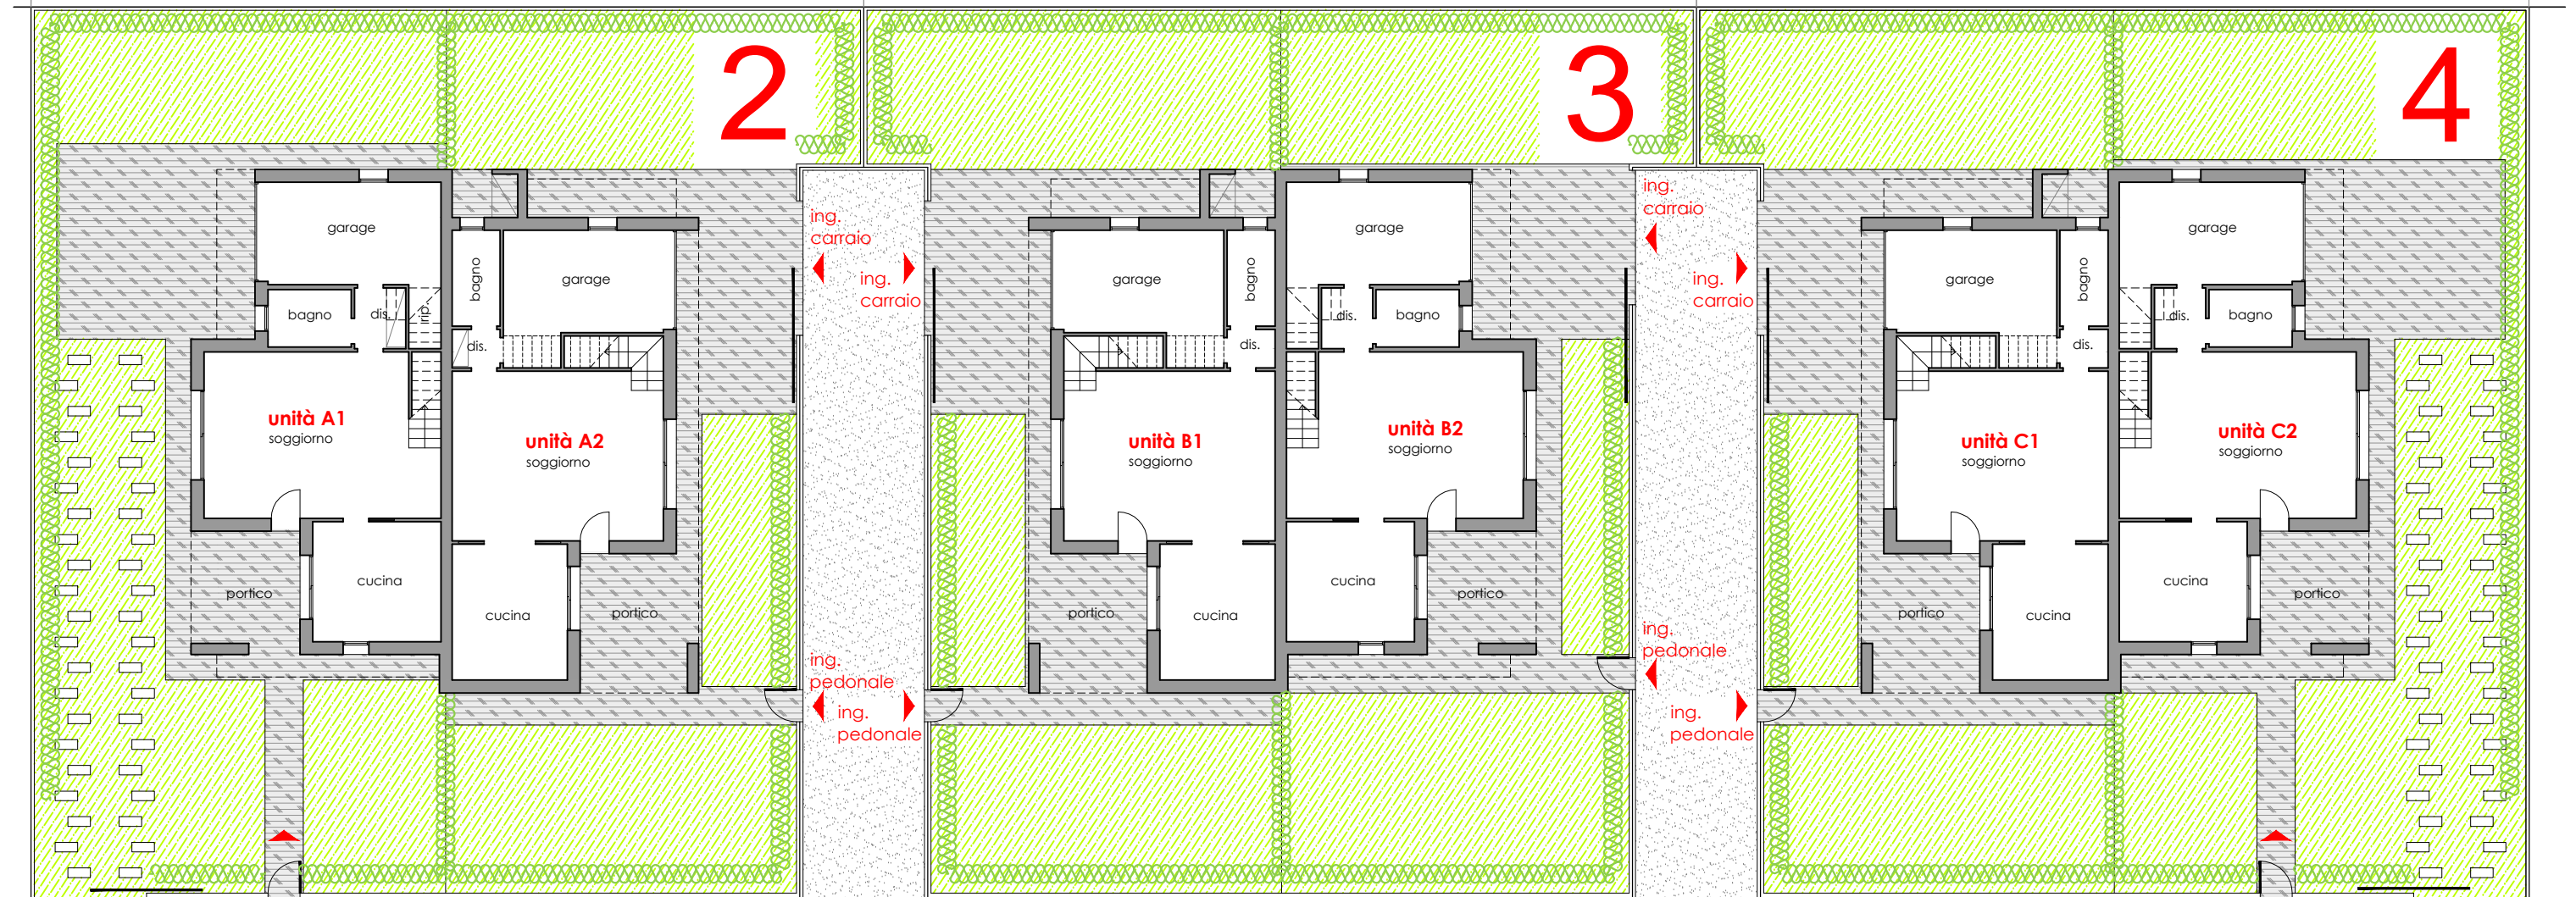 2
3
4
ing.
carraio
ing.
carraio
ing.
carraio
ing.
carraio
garage
bagno
dis.
rip.
unità A1
soggiorno
cucina
portico
bagno
garage
dis.
unità A2
soggiorno
cucina
portico
garage
bagno
dis.
unità B1
soggiorno
portico
cucina
garage
dis.
bagno
unità B2
soggiorno
cucina
portico
garage
bagno
dis.
unità C1
soggiorno
portico
cucina
garage
dis.
bagno
unità C2
soggiorno
cucina
portico
ing.
pedonale
ing.
pedonale
ing.
pedonale
ing.
pedonale